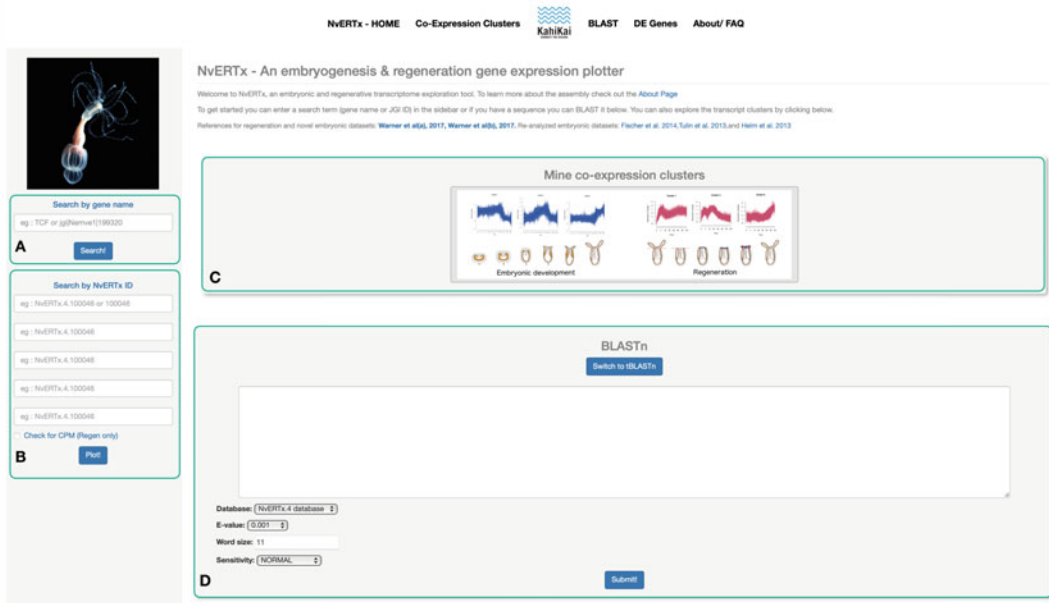 NvERTx - HOME Co-Expression Clusters KahiKai BLAST DE Genes About/ FAQ
NvERTx - An embryogenesis & regeneration gene expression plotter
Welcome to NvERTx, an embryonic and regenerative transcriptome exploration tool. To learn more about the assembly check out the About Page
To get started you can enter a search term (gene name or JGI ID) in the sidebar or if you have a sequence you can BLAST it below. You can also explore the transcript clusters by clicking below.
References for regeneration and novel embryonic datasets: Warner et al(a), 2017, Warner et al(b), 2017. Re-analyzed embryonic datasets: Fischer et al. 2014,Tulin et al. 2013,and Helm et al. 2013
Search by gene name
eg : TCF or jgi|Nemve1|199320
A
Search!
Search by NvERTx ID
eg : NvERTx.4.100046 or 100046
eg : NvERTx.4.100046
eg : NvERTx.4.100046
eg : NvERTx.4.100046
eg : NvERTx.4.100046
Check for CPM (Regen only)
B
Plot!
Mine co-expression clusters
C
Embryonic development
Regeneration
BLASTn
Switch to tBLASTn
Database: NvERTx.4 database
E-value: 0.001
Word size: 11
Sensitivity: NORMAL
D
Submit!